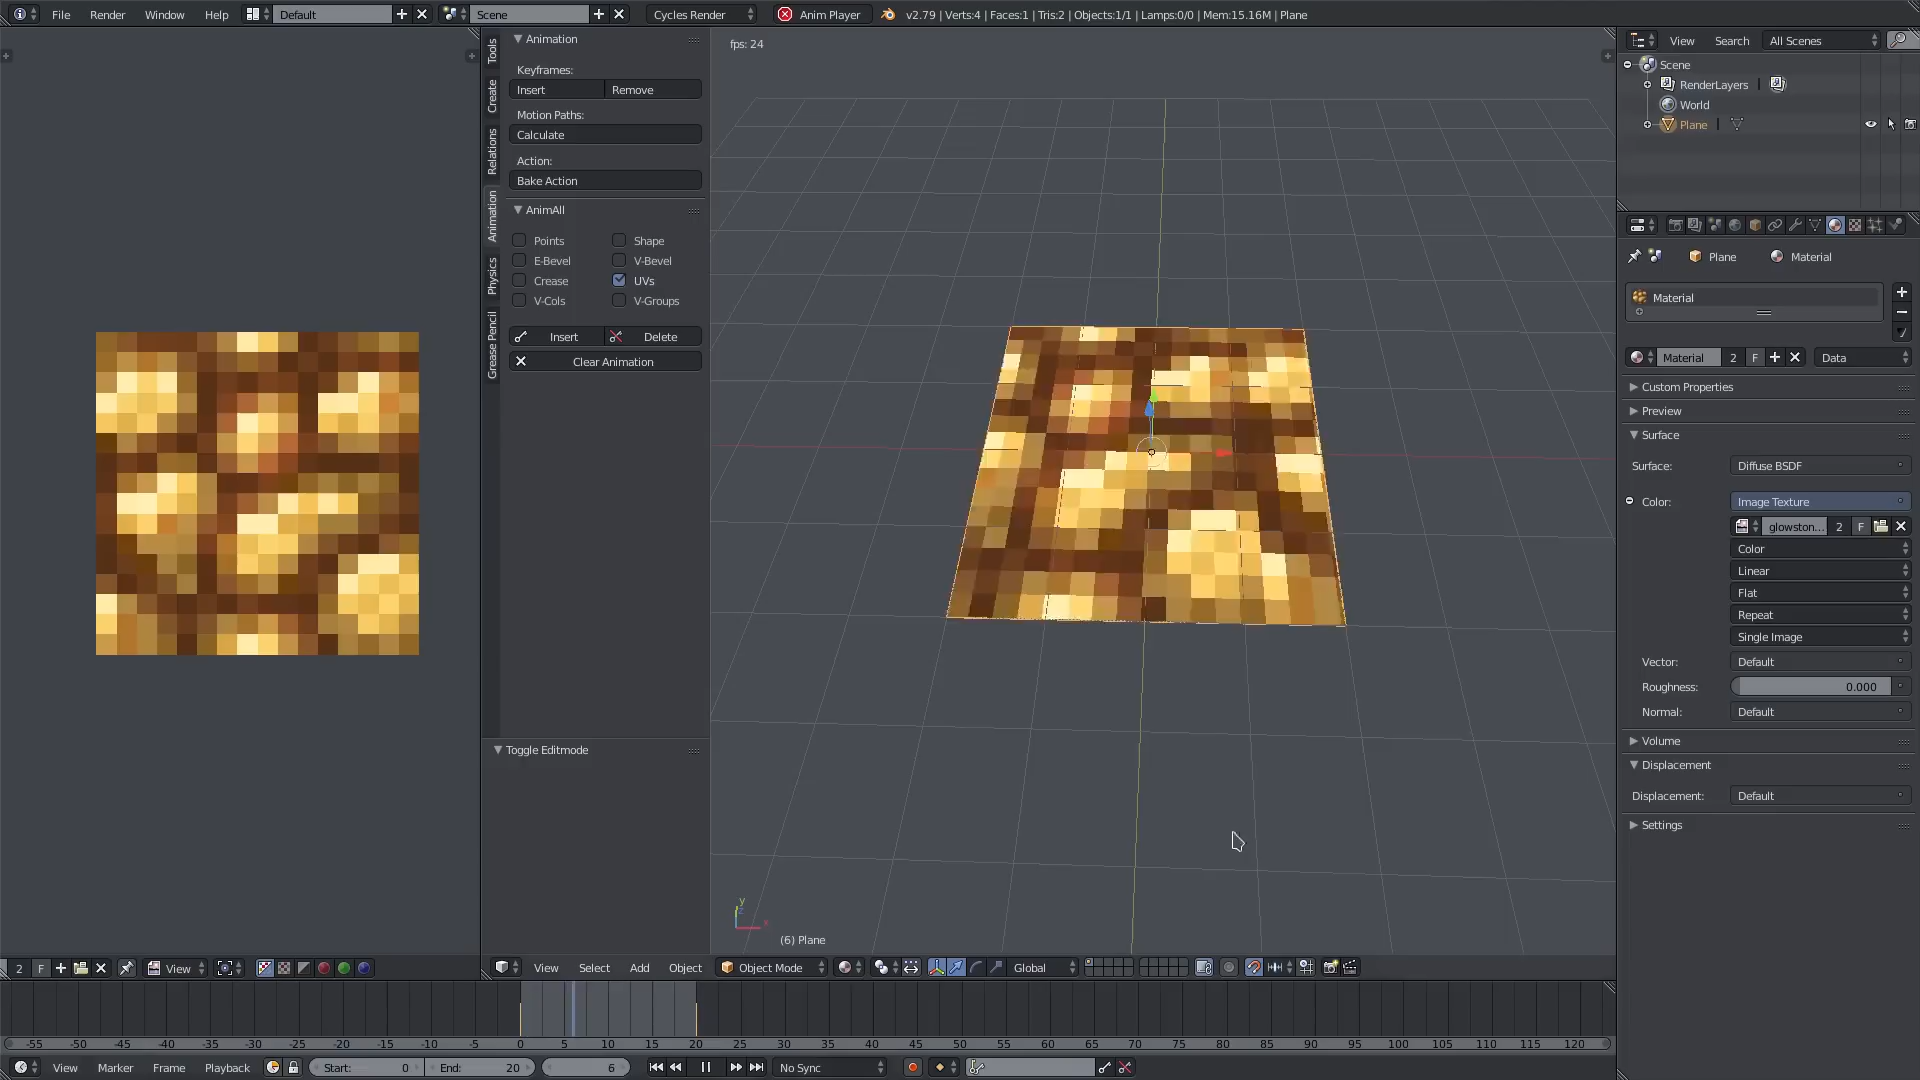 File Render Window Help Default Scene Cycles Render Anim Player v2.79 | Verts:4 | Faces:1 | Tris:2 | Objects:1/1 | Lamps:0/0 | Mem:15.16M | Plane
Tools
Create
Relations
Animation
Physics
Grease Pencil
Animation
Keyframes:
Insert Remove
Motion Paths:
Calculate
Action:
Bake Action
AnimAll
Points Shape
E-Bevel V-Bevel
Crease UVs
V-Cols V-Groups
Insert Delete
Clear Animation
Toggle Editmode
fps: 24
y
z
x
(6) Plane
View Search All Scenes
Scene
RenderLayers |
World
Plane |
Plane Material
Material
Material 2 F Data
Custom Properties
Preview
Surface
Surface: Diffuse BSDF
Color: Image Texture
glowston... 2 F
Color
Linear
Flat
Repeat
Single Image
Vector: Default
Roughness: 0.000
Normal: Default
Volume
Displacement
Displacement: Default
Settings
2 F View
View Select Add Object Object Mode Global
-55 -50 -45 -40 -35 -30 -25 -20 -15 -10 -5 0 5 10 15 20 25 30 35 40 45 50 55 60 65 70 75 80 85 90 95 100 105 110 115 120
View Marker Frame Playback Start: 0 End: 20 6 No Sync